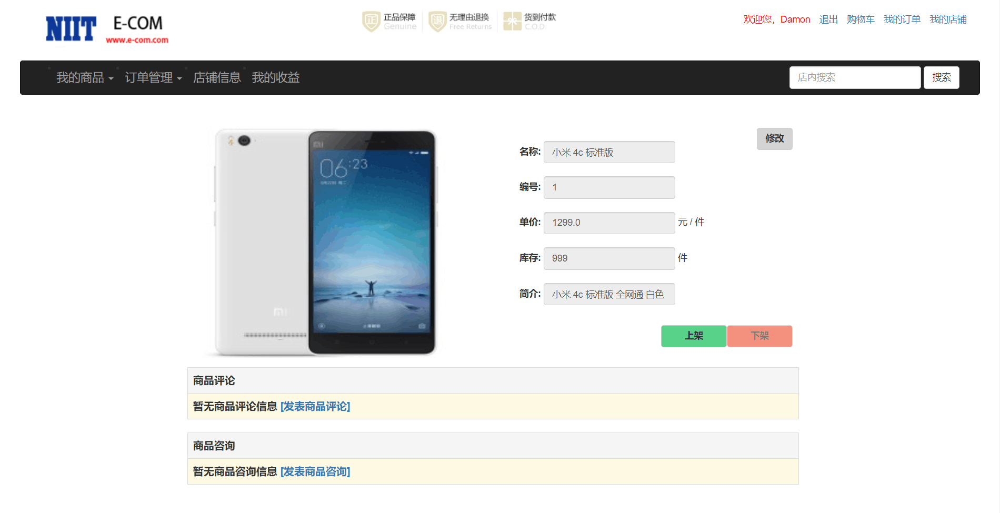 NIIT E-COM
www.e-com.com
正品保障
Genuine
无理由退换
Free Returns
货到付款
C.O.D
欢迎您，Damon 退出 购物车 我的订单 我的店铺
我的商品 订单管理 店铺信息 我的收益 店内搜索 搜索
修改
名称: 小米 4c 标准版
编号: 1
单价: 1299.0 元 / 件
库存: 999 件
简介: 小米 4c 标准版 全网通 白色
上架 下架
MI
06:23
MI
商品评论
暂无商品评论信息 [发表商品评论]
商品咨询
暂无商品咨询信息 [发表商品咨询]